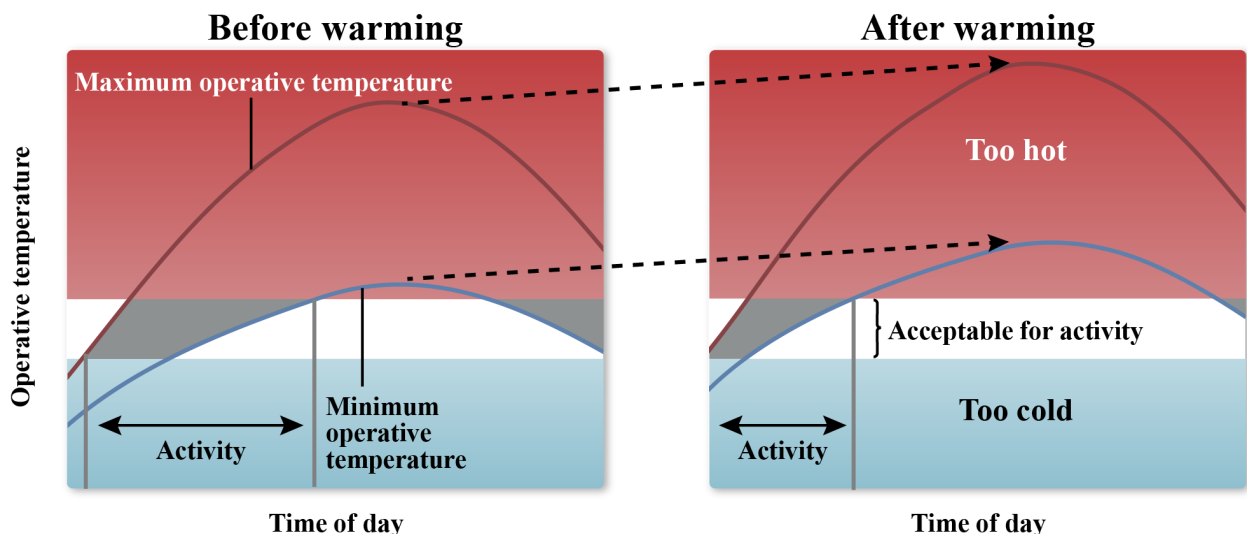 Before warming
After warming
Operative temperature
Maximum operative temperature
Activity
Minimum
operative
temperature
Time of day
Too hot
Acceptable for activity
Too cold
Activity
Time of day